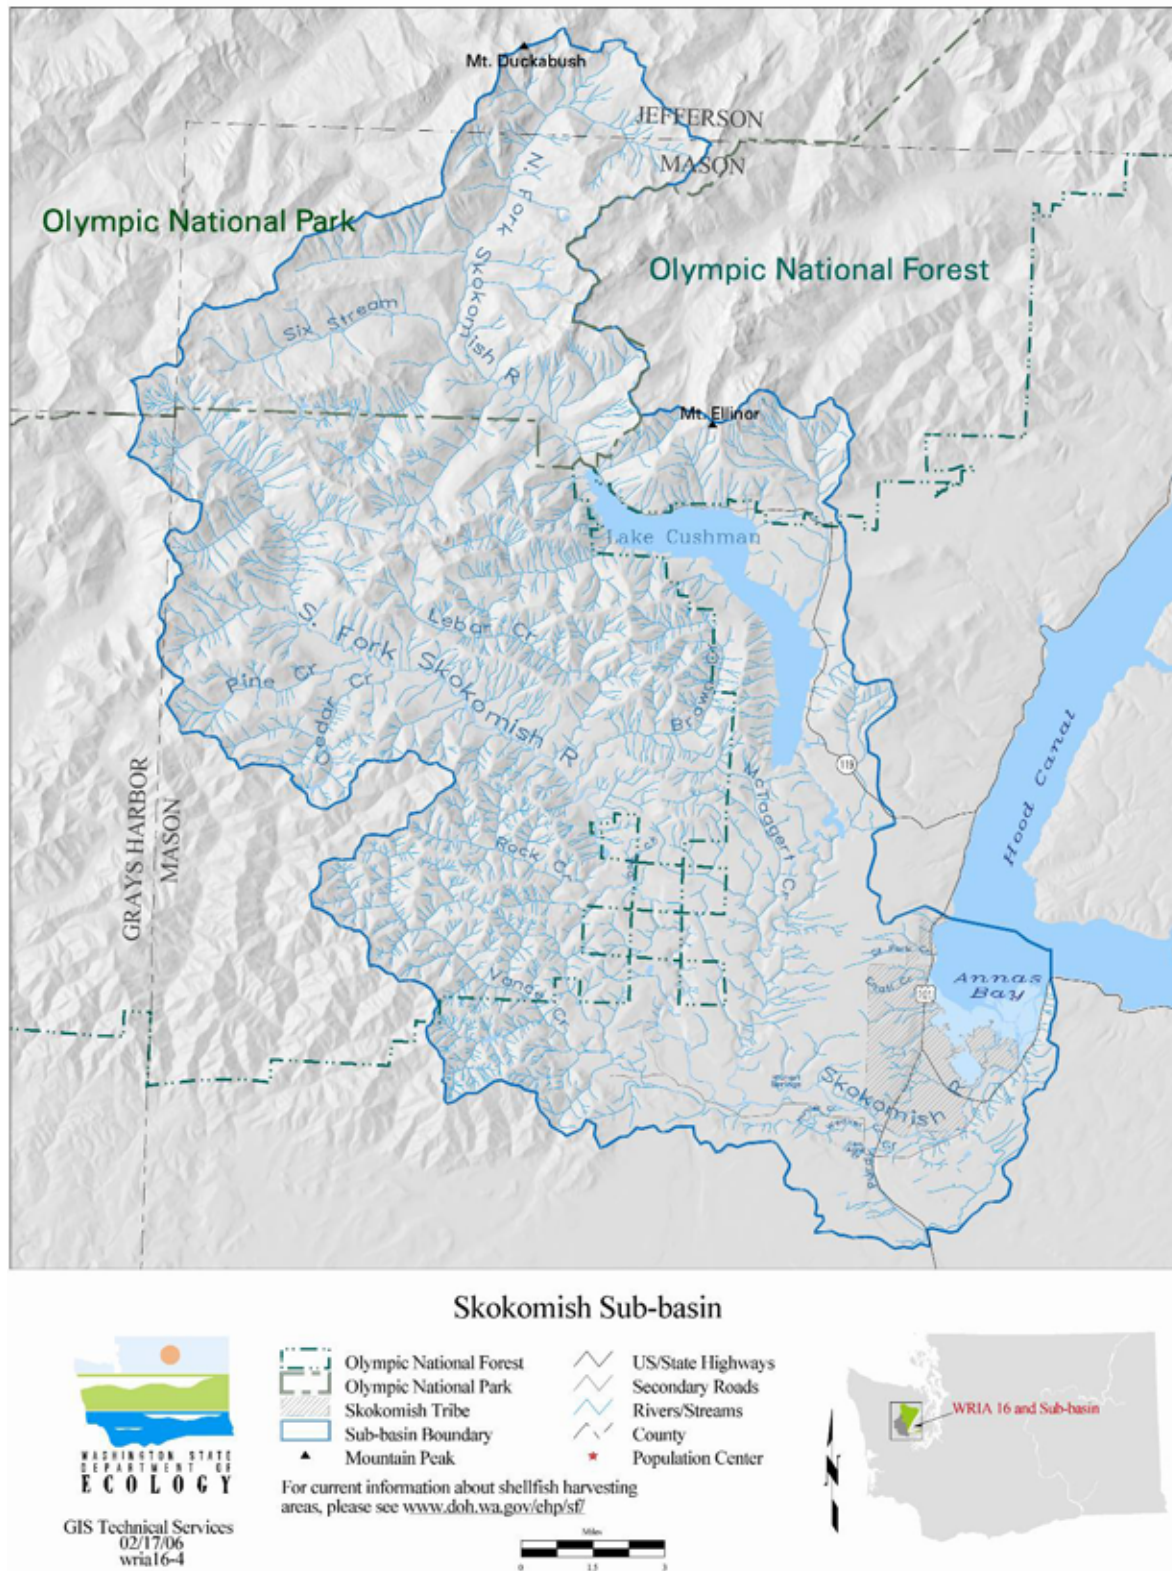 Mt. Duckabush
JEFFERSON
MASON
N. Fork Skokomish R
Olympic National Park
Olympic National Forest
Six Stream
Mt. Ellinor
Lake Cushman
Lebar Cr
S. Fork Skokomish R
Pine Cr
Cedar Cr
Brown Cr
McTaggert Cr
119
Hood Canal
GRAYS HARBOR
MASON
Rock Cr
Vance Cr
Annas Bay
101
Skokomish R
Skokomish Sub-basin
Olympic National Forest
Olympic National Park
Skokomish Tribe
Sub-basin Boundary
Mountain Peak
US/State Highways
Secondary Roads
Rivers/Streams
County
Population Center
WRIA 16 and Sub-basin
N
For current information about shellfish harvesting
areas, please see www.doh.wa.gov/ehp/sf/
WASHINGTON STATE
DEPARTMENT OF
ECOLOGY
GIS Technical Services
02/17/06
wria16-4
Miles
0 1.5 3